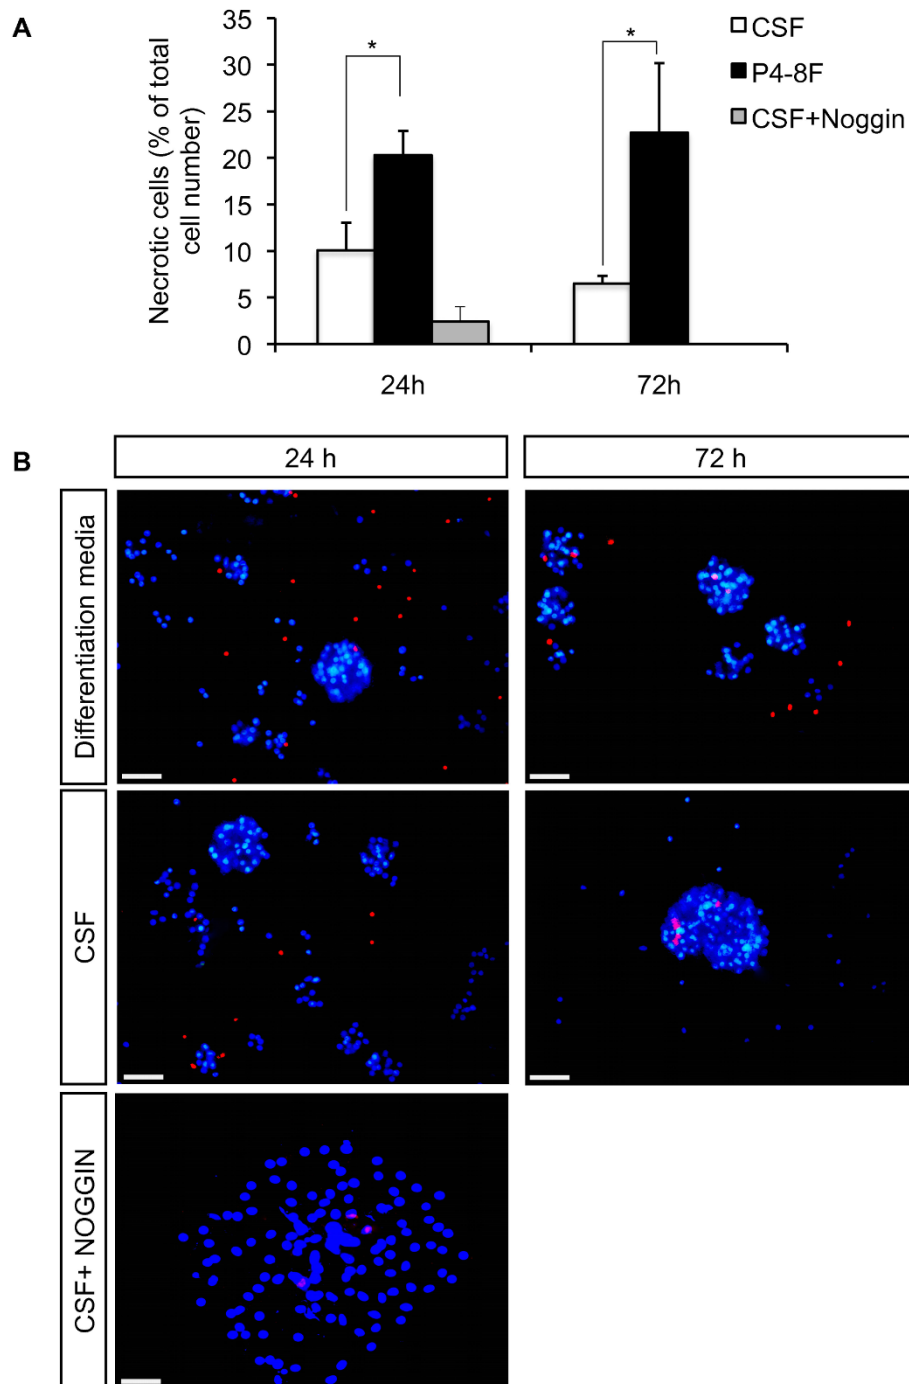 A
Necrotic cells (% of total
cell number)
35
30
25
20
15
10
5
0
*
*
24h
72h
CSF
P4-8F
CSF+Noggin
B
24 h
72 h
Differentiation media
CSF
CSF+ NOGGIN